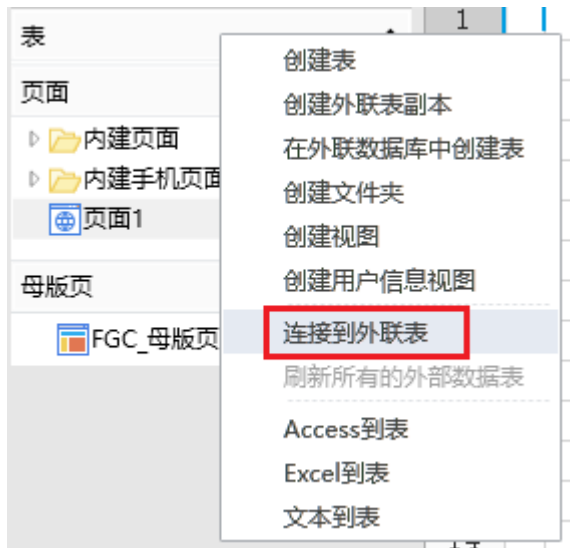 表
页面
内建页面
内建手机页面
页面1
母版页
FGC_母版页
1
创建表
创建外联表副本
在外联数据库中创建表
创建文件夹
创建视图
创建用户信息视图
连接到外联表
刷新所有的外部数据表
Access到表
Excel到表
文本到表